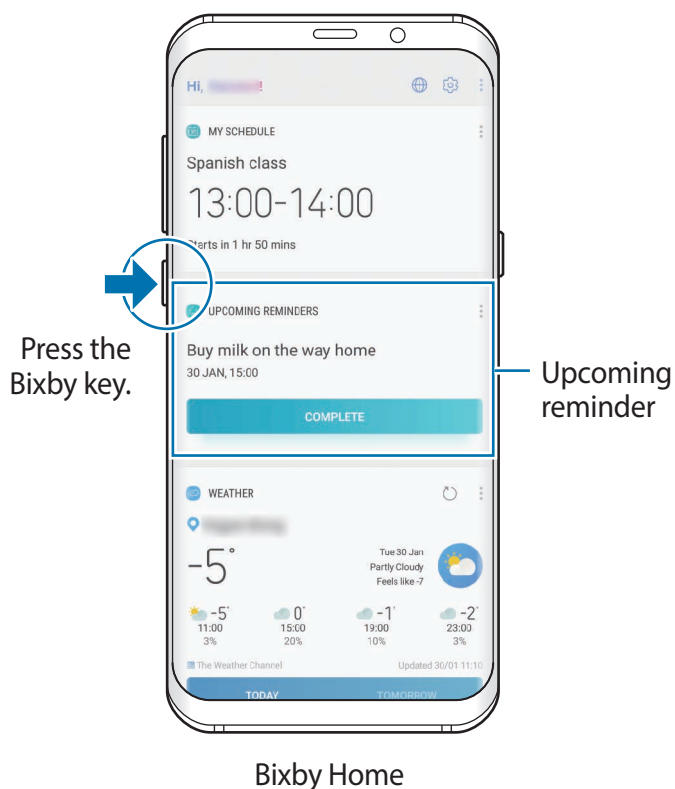 Hi, !
MY SCHEDULE
Spanish class
13:00-14:00
Starts in 1 hr 50 mins
Press the
Bixby key.
UPCOMING REMINDERS
Buy milk on the way home
30 JAN, 15:00
COMPLETE
Upcoming
reminder
WEATHER
-5°
Tue 30 Jan
Partly Cloudy
Feels like -7
-5° 0° -1° -2°
11:00 15:00 19:00 23:00
3% 20% 10% 3%
The Weather Channel Updated 30/01 11:10
TODAY TOMORROW
Bixby Home